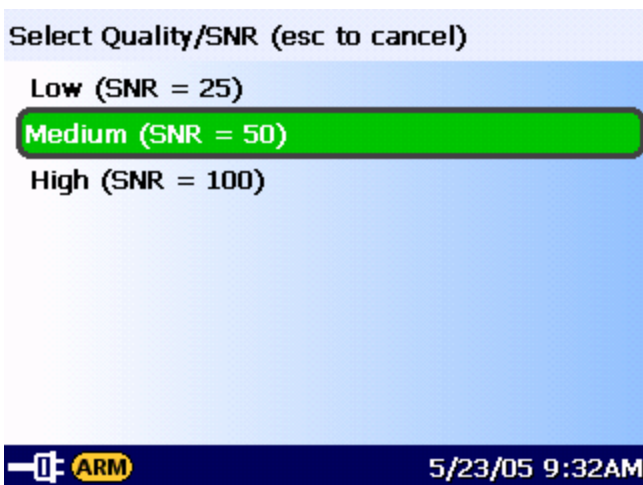 Select Quality/SNR (esc to cancel)
Low (SNR = 25)
Medium (SNR = 50)
High (SNR = 100)
ARM 5/23/05 9:32AM